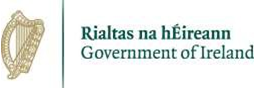 Rialtas na hÉireann
Government of Ireland